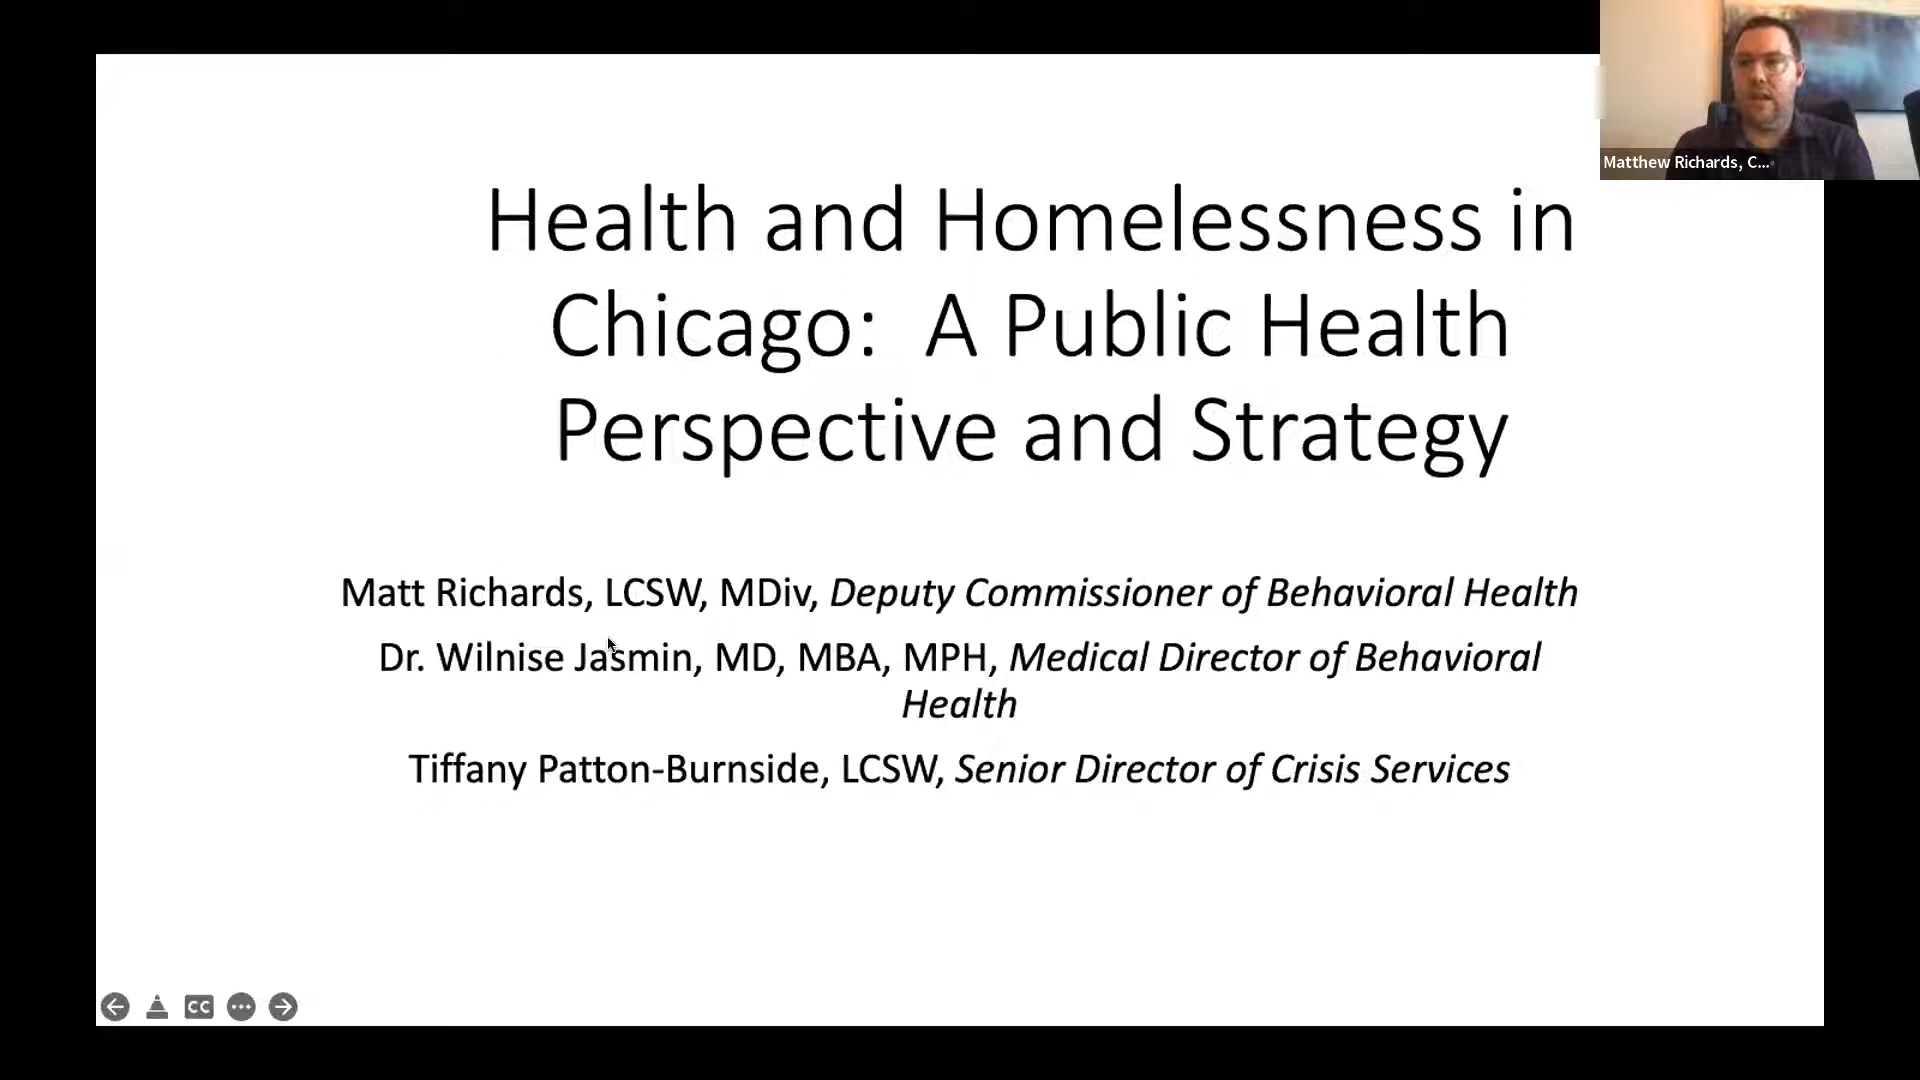 Matthew Richards, C...
Health and Homelessness in
Chicago: A Public Health
Perspective and Strategy
Matt Richards, LCSW, MDiv, Deputy Commissioner of Behavioral Health
Dr. Wilnise Jasmin, MD, MBA, MPH, Medical Director of Behavioral
Health
Tiffany Patton-Burnside, LCSW, Senior Director of Crisis Services
CC